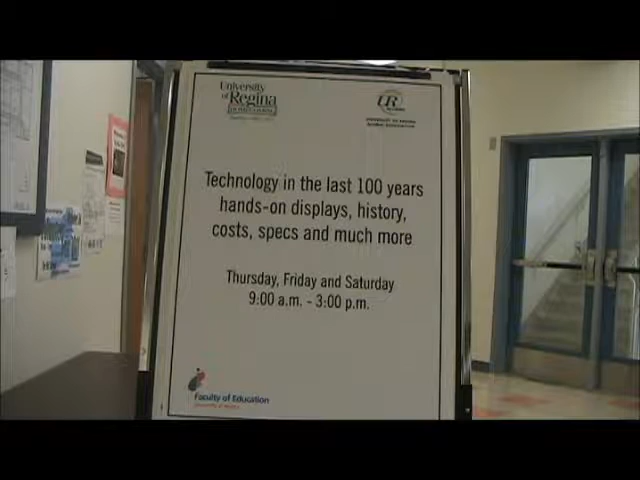 University
of Regina
Technology in the last 100 years
hands-on displays, history,
costs, specs and much more
Thursday, Friday and Saturday
9:00 a.m. - 3:00 p.m.
Faculty of Education